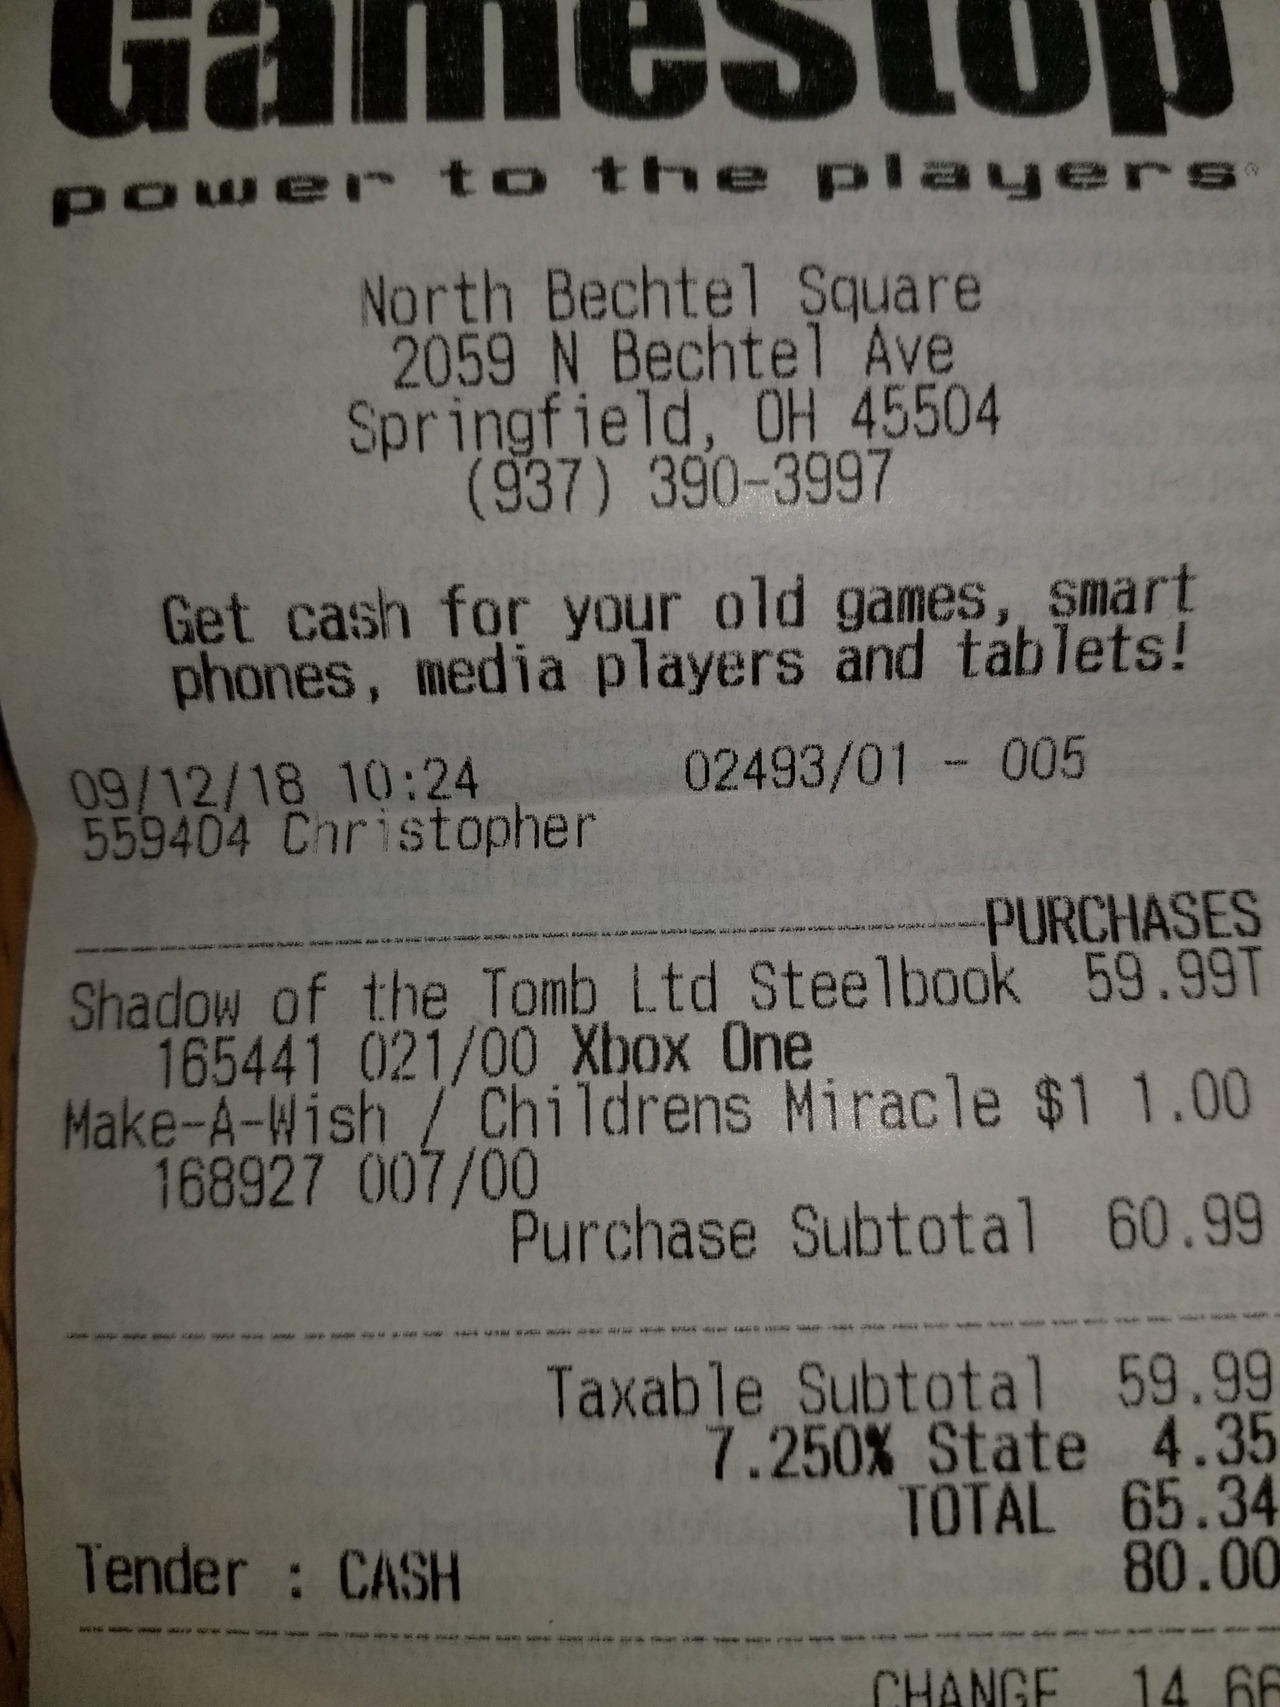 GameStop
power to the players
North Bechtel Square
2059 N Bechtel Ave
Springfield, OH 45504
(937) 390-3997
Get cash for your old games, smart
phones, media players and tablets!
09/12/18 10:24 02493/01 - 005
559404 Christopher
PURCHASES
Shadow of the Tomb Ltd Steelbook 59.99T
165441 021/00 Xbox One
Make-A-Wish / Childrens Miracle $1 1.00
168927 007/00
Purchase Subtotal 60.99
Taxable Subtotal 59.99
7.250% State 4.35
TOTAL 65.34
Tender : CASH 80.00
CHANGE 14.66